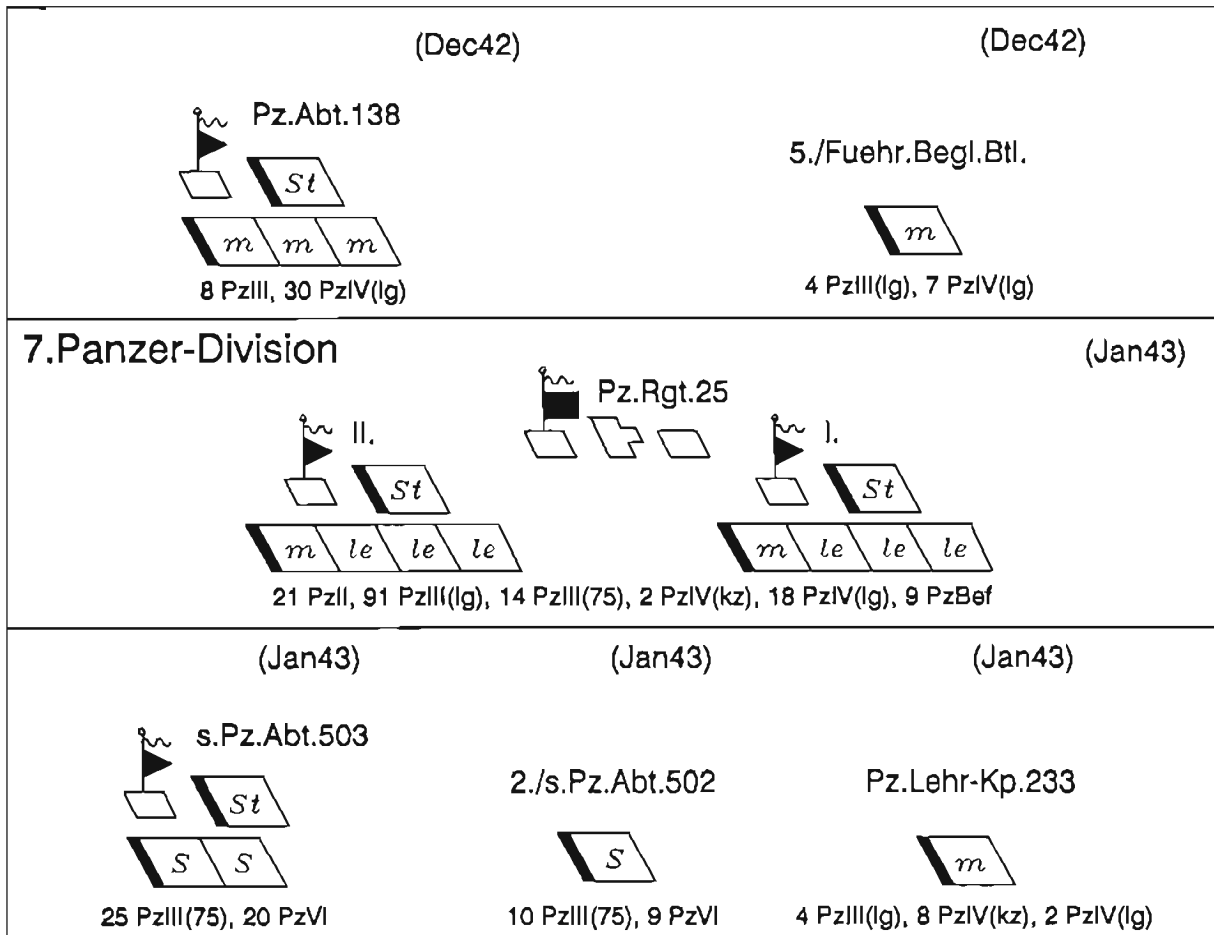 (Dec42)
Pz.Abt.138
St
m m m
8 PzIII, 30 PzIV(lg)
(Dec42)
5./Fuehr.Begl.Btl.
m
4 PzIII(lg), 7 PzIV(lg)
7.Panzer-Division
(Jan43)
Pz.Rgt.25
II.
St
m le le le
I.
St
m le le le
21 PzII, 91 PzIII(lg), 14 PzIII(75), 2 PzIV(kz), 18 PzIV(lg), 9 PzBef
(Jan43)
s.Pz.Abt.503
St
S S
25 PzIII(75), 20 PzVI
(Jan43)
2./s.Pz.Abt.502
S
10 PzIII(75), 9 PzVI
(Jan43)
Pz.Lehr-Kp.233
m
4 PzIII(lg), 8 PzIV(kz), 2 PzIV(lg)